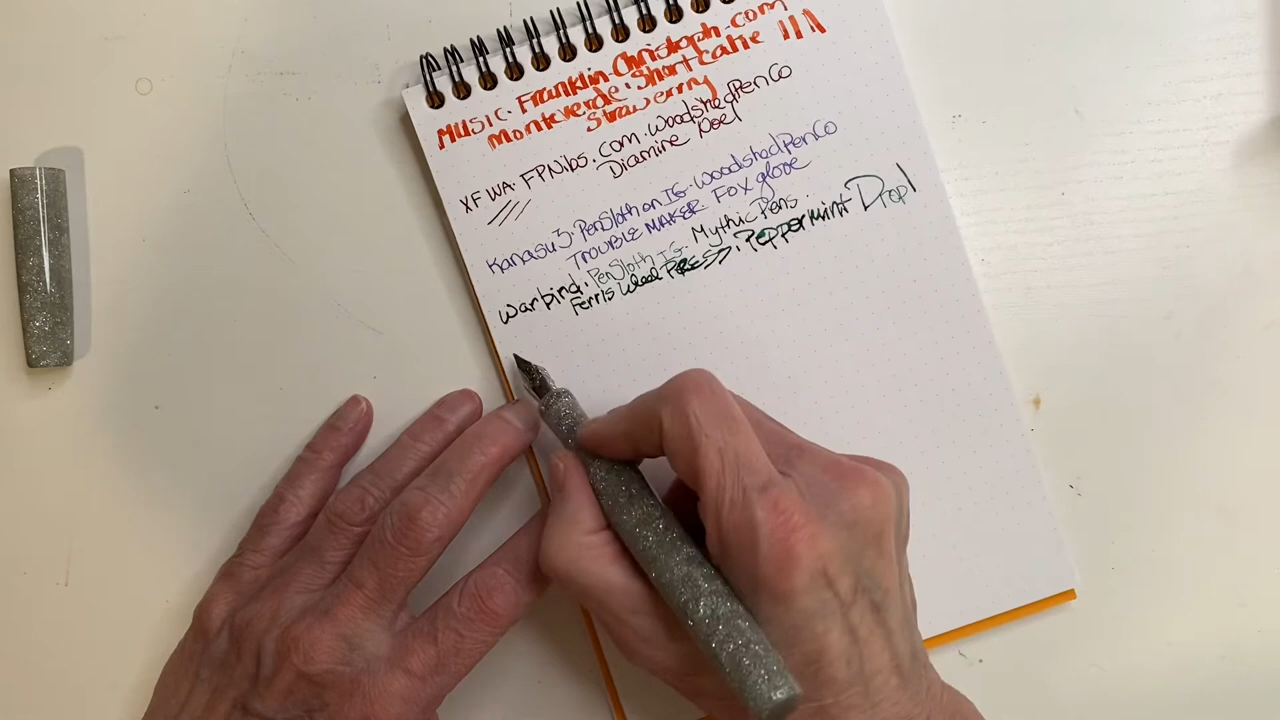 MUSIC. Franklin-Christoph.com
Monteverde. Shortcake
Strawberry
XF WA. FPNibs.com. WoodshedPenCo
Diamine Noel
Kanasu 3. PenSloth on IG. WoodshedPenCo
TROUBLE MAKER. FOX glove
Warbind. PenSloth IG. Mythic Pens
Ferris Wheel PRESS. Peppermint Drop!